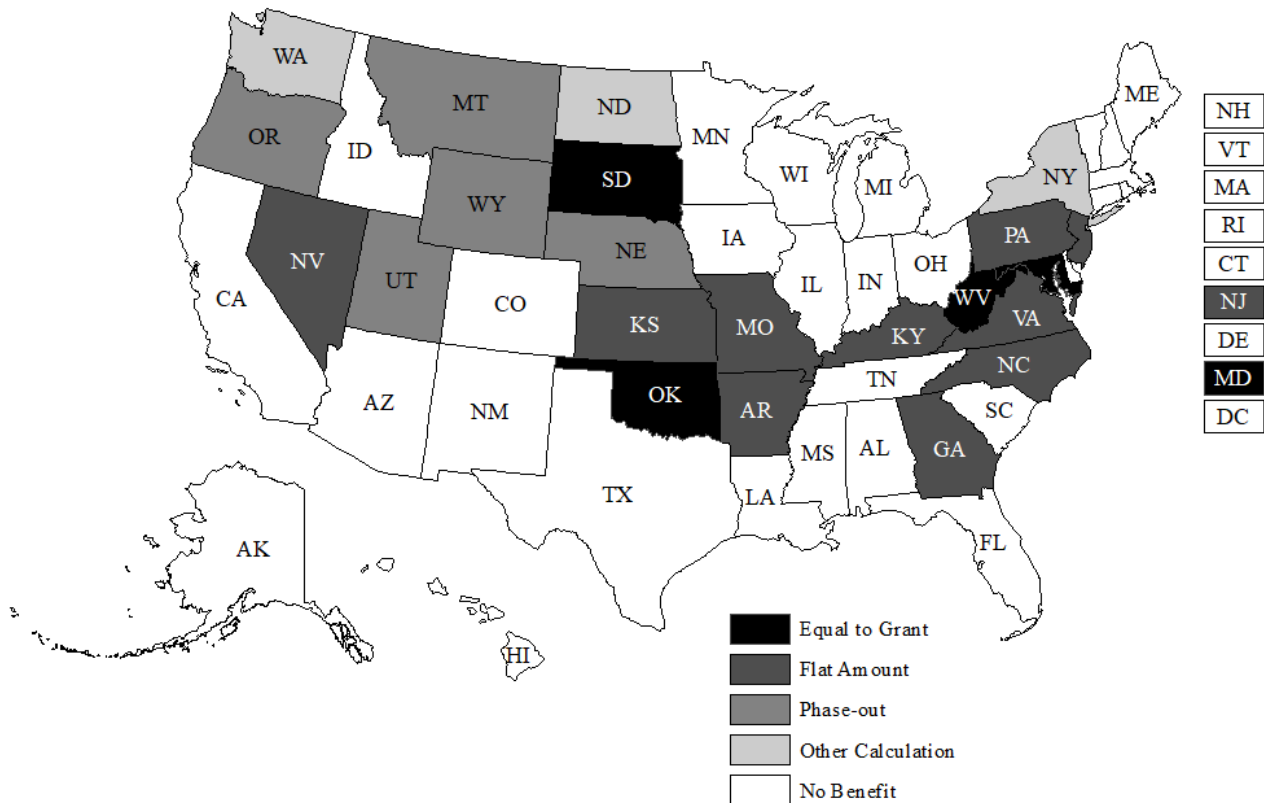 WA
MT
ND
MN
ME
OR
ID
SD
WI
MI
NY
WY
IA
PA
NE
NV
UT
CO
IL
IN
OH
CA
KS
MO
WV
VA
KY
NC
TN
AZ
NM
OK
AR
SC
MS
AL
GA
TX
LA
FL
AK
HI
NH
VT
MA
RI
CT
NJ
DE
MD
DC
Equal to Grant
Flat Amount
Phase-out
Other Calculation
No Benefit